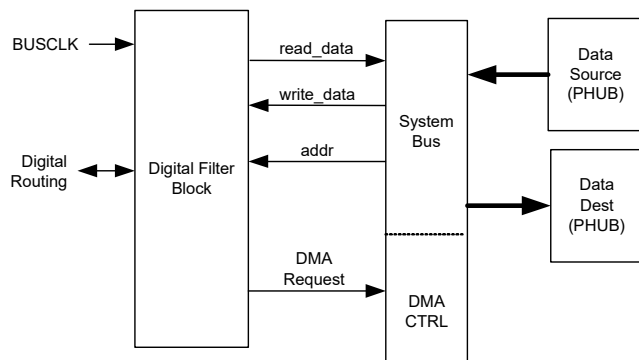 BUSCLK
Digital
Routing
Digital Filter
Block
read_data
write_data
addr
DMA
Request
System
Bus
DMA
CTRL
Data
Source
(PHUB)
Data
Dest
(PHUB)